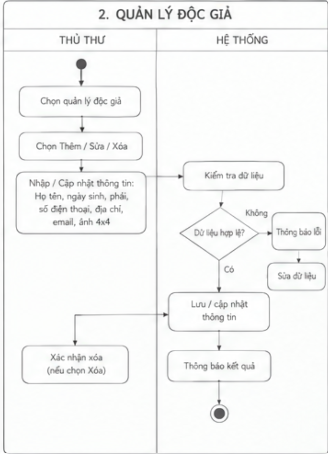 2. QUẢN LÝ ĐỘC GIẢ
THỦ THƯ
HỆ THỐNG
Chọn quản lý độc giả
Chọn Thêm / Sửa / Xóa
Nhập / Cập nhật thông tin:
Họ tên, ngày sinh, phái,
số điện thoại, địa chỉ,
email, ảnh 4x4
Kiểm tra dữ liệu
Dữ liệu hợp lệ?
Không
Thông báo lỗi
Sửa dữ liệu
Có
Lưu / cập nhật
thông tin
Xác nhận xóa
(nếu chọn Xóa)
Thông báo kết quả